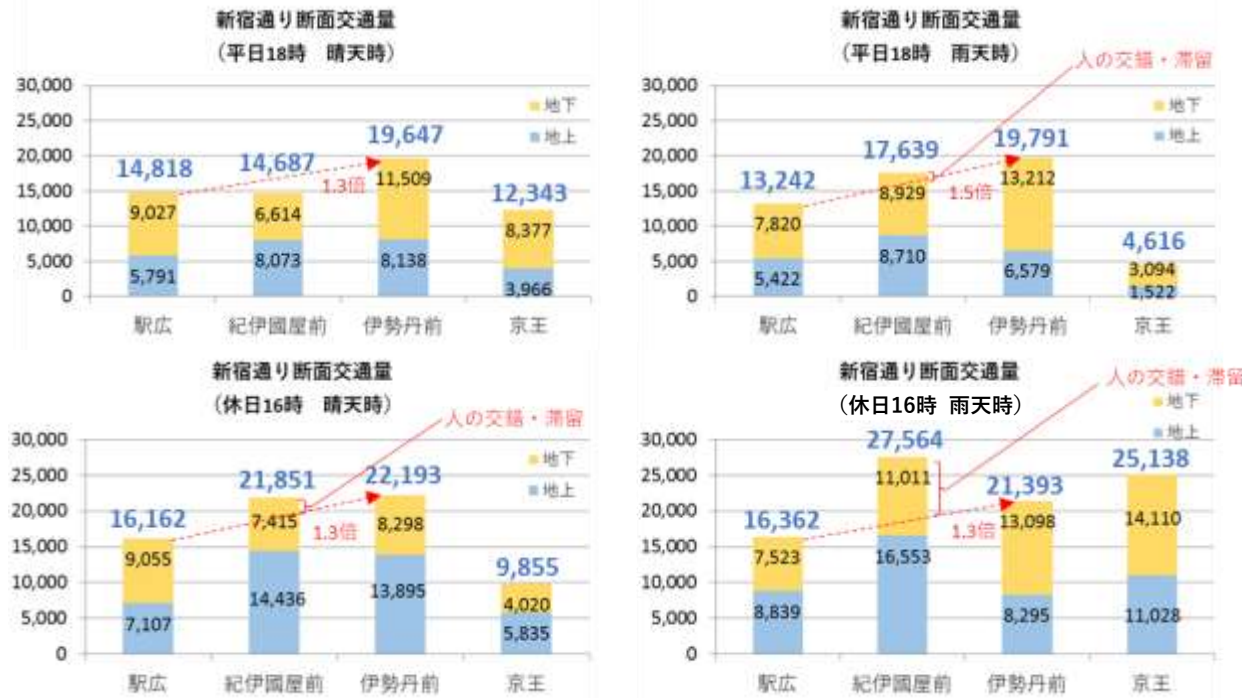 新宿通り断面交通量
（平日18時　晴天時）
30,000
25,000
20,000
15,000
10,000
5,000
0
地下
地上
14,818
14,687
19,647
12,343
1.3倍
9,027
6,614
11,509
8,377
5,791
8,073
8,138
3,966
駅広
紀伊國屋前
伊勢丹前
京王
新宿通り断面交通量
（平日18時　雨天時）
人の交錯・滞留
30,000
25,000
20,000
15,000
10,000
5,000
0
地下
地上
13,242
17,639
19,791
4,616
1.5倍
7,820
8,929
13,212
3,094
5,422
8,710
6,579
1,522
駅広
紀伊國屋前
伊勢丹前
京王
新宿通り断面交通量
（休日16時　晴天時）
人の交錯・滞留
30,000
25,000
20,000
15,000
10,000
5,000
0
地下
地上
16,162
21,851
22,193
9,855
1.3倍
9,055
7,415
8,298
4,020
7,107
14,436
13,895
5,835
駅広
紀伊國屋前
伊勢丹前
京王
新宿通り断面交通量
（休日16時 雨天時）
人の交錯・滞留
30,000
25,000
20,000
15,000
10,000
5,000
0
地下
地上
16,362
27,564
21,393
25,138
1.3倍
7,523
11,011
13,098
14,110
8,839
16,553
8,295
11,028
駅広
紀伊國屋前
伊勢丹前
京王